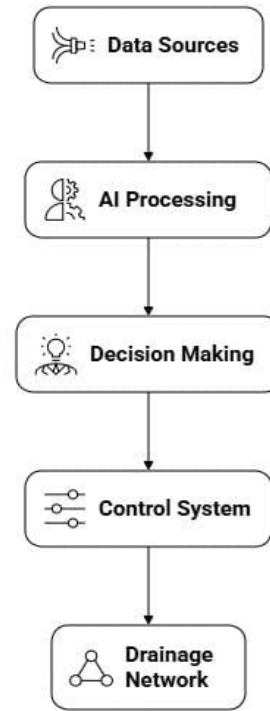 Data Sources
AI Processing
Decision Making
Control System
Drainage
Network